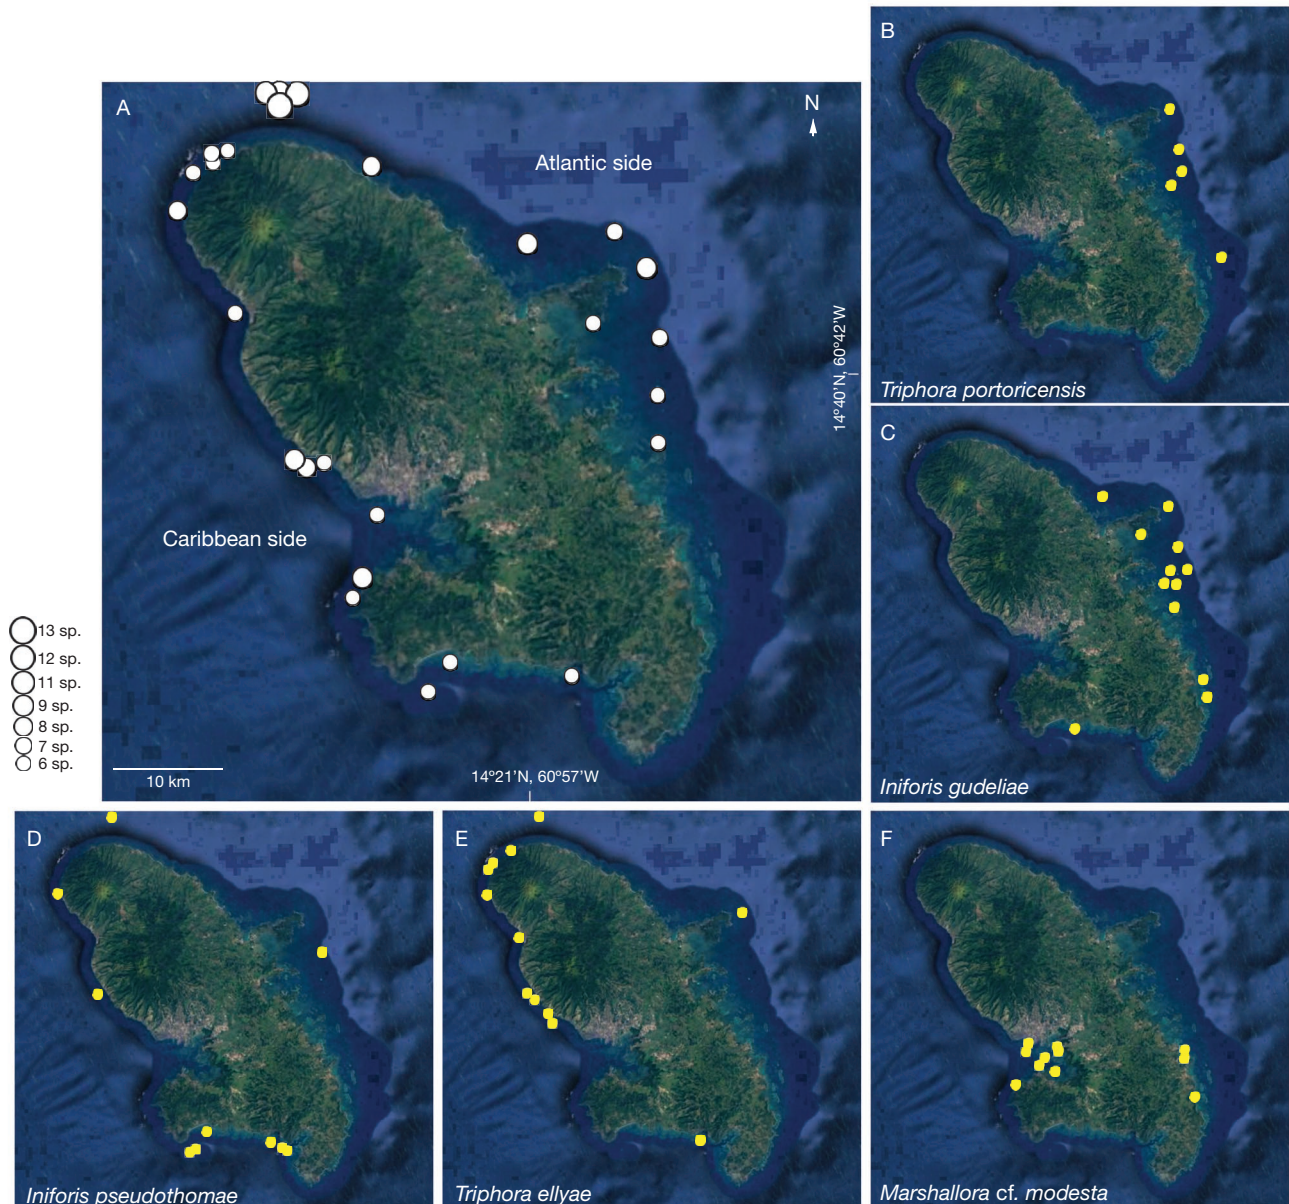 A
N
Atlantic side
14°40'N, 60°42'W
Caribbean side
13 sp.
12 sp.
11 sp.
9 sp.
8 sp.
7 sp.
6 sp.
10 km
14°21'N, 60°57'W
B
Triphora portoricensis
C
Iniforis gudeliae
D
Iniforis pseudothomae
E
Triphora ellyae
F
Marshallora cf. modesta